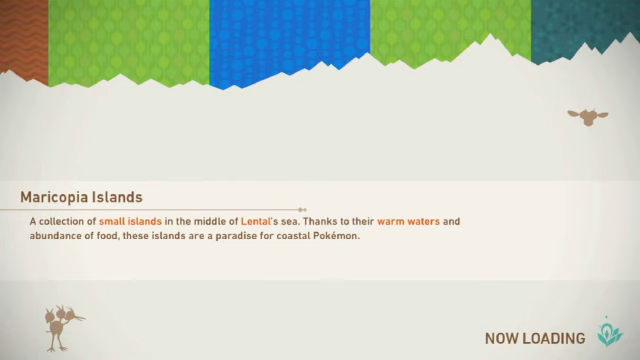 Maricopia Islands
A collection of small islands in the middle of Lental's sea. Thanks to their warm waters and
abundance of food, these islands are a paradise for coastal Pokémon.
NOW LOADING